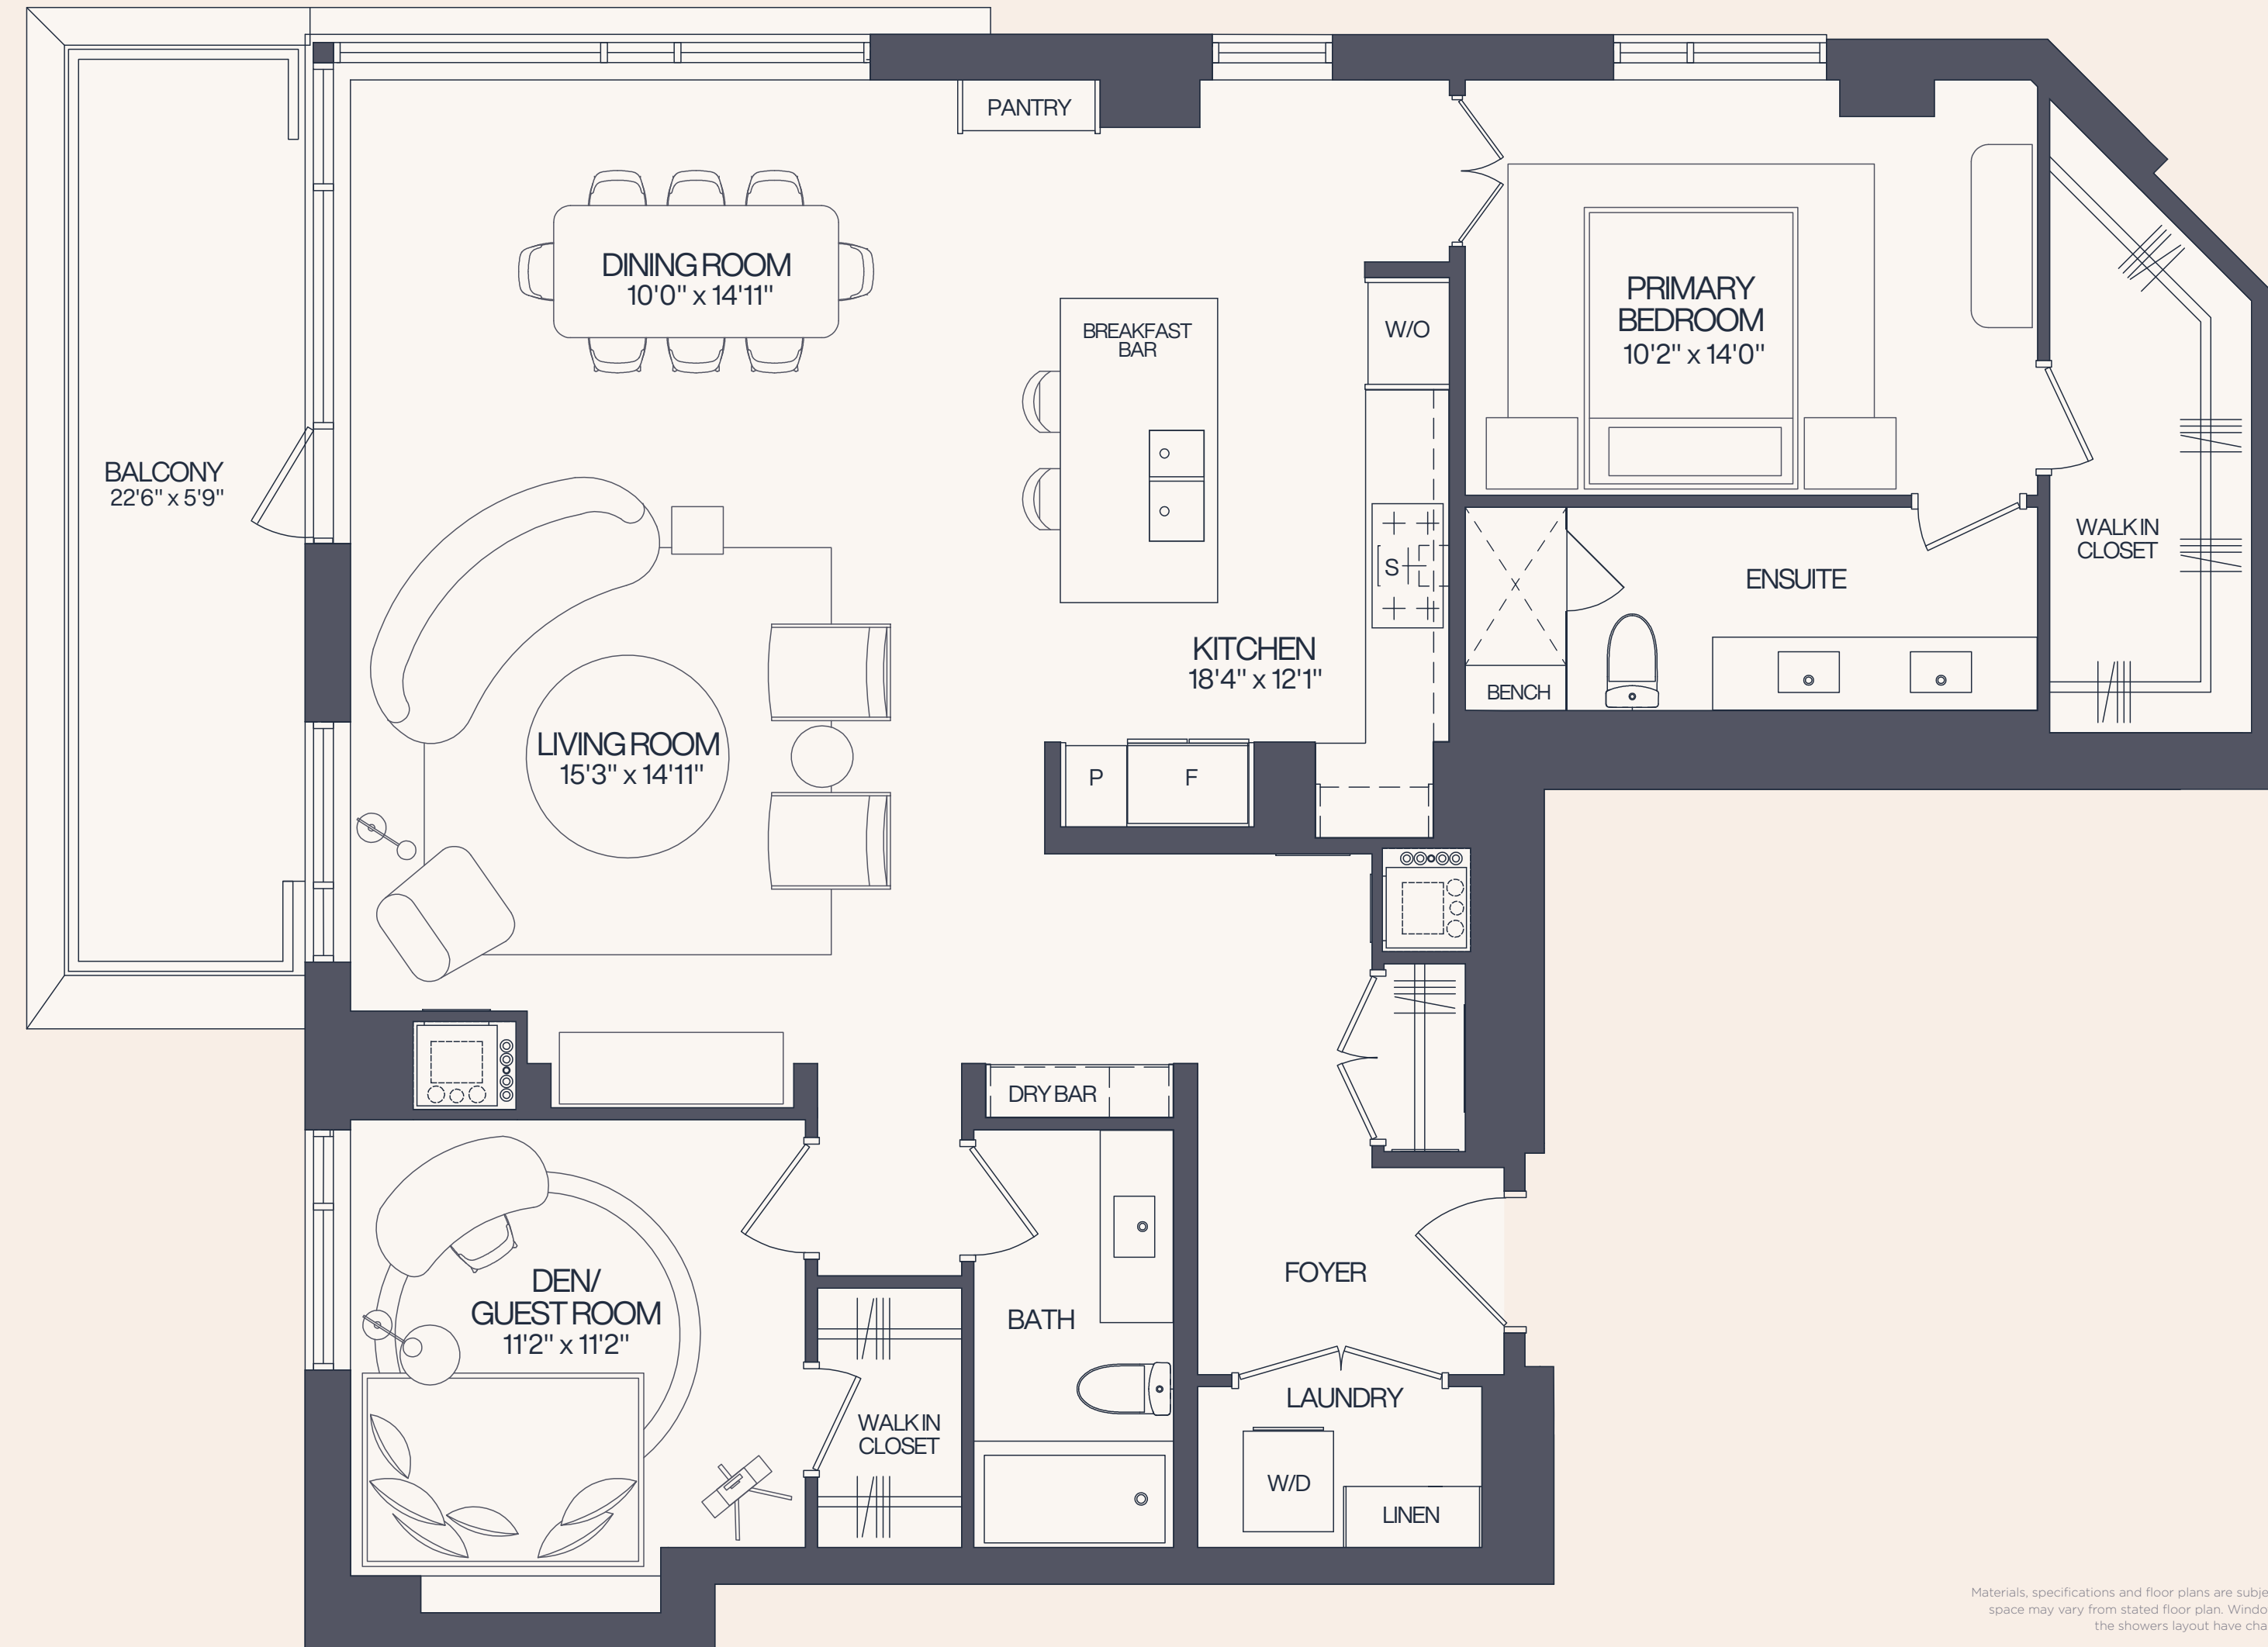 PANTRY
DINING ROOM
10'0" x 14'11"
BREAKFAST
BAR
W/O
PRIMARY
BEDROOM
10'2" x 14'0"
BALCONY
22'6" x 5'9"
S
WALK IN
CLOSET
ENSUITE
KITCHEN
18'4" x 12'1"
BENCH
LIVING ROOM
15'3" x 14'11"
P
F
DRY BAR
FOYER
DEN/
GUEST ROOM
11'2" x 11'2"
BATH
LAUNDRY
WALK IN
CLOSET
W/D
LINEN
Materials, specifications and floor plans are subje
space may vary from stated floor plan. Windo
the showers layout have cha